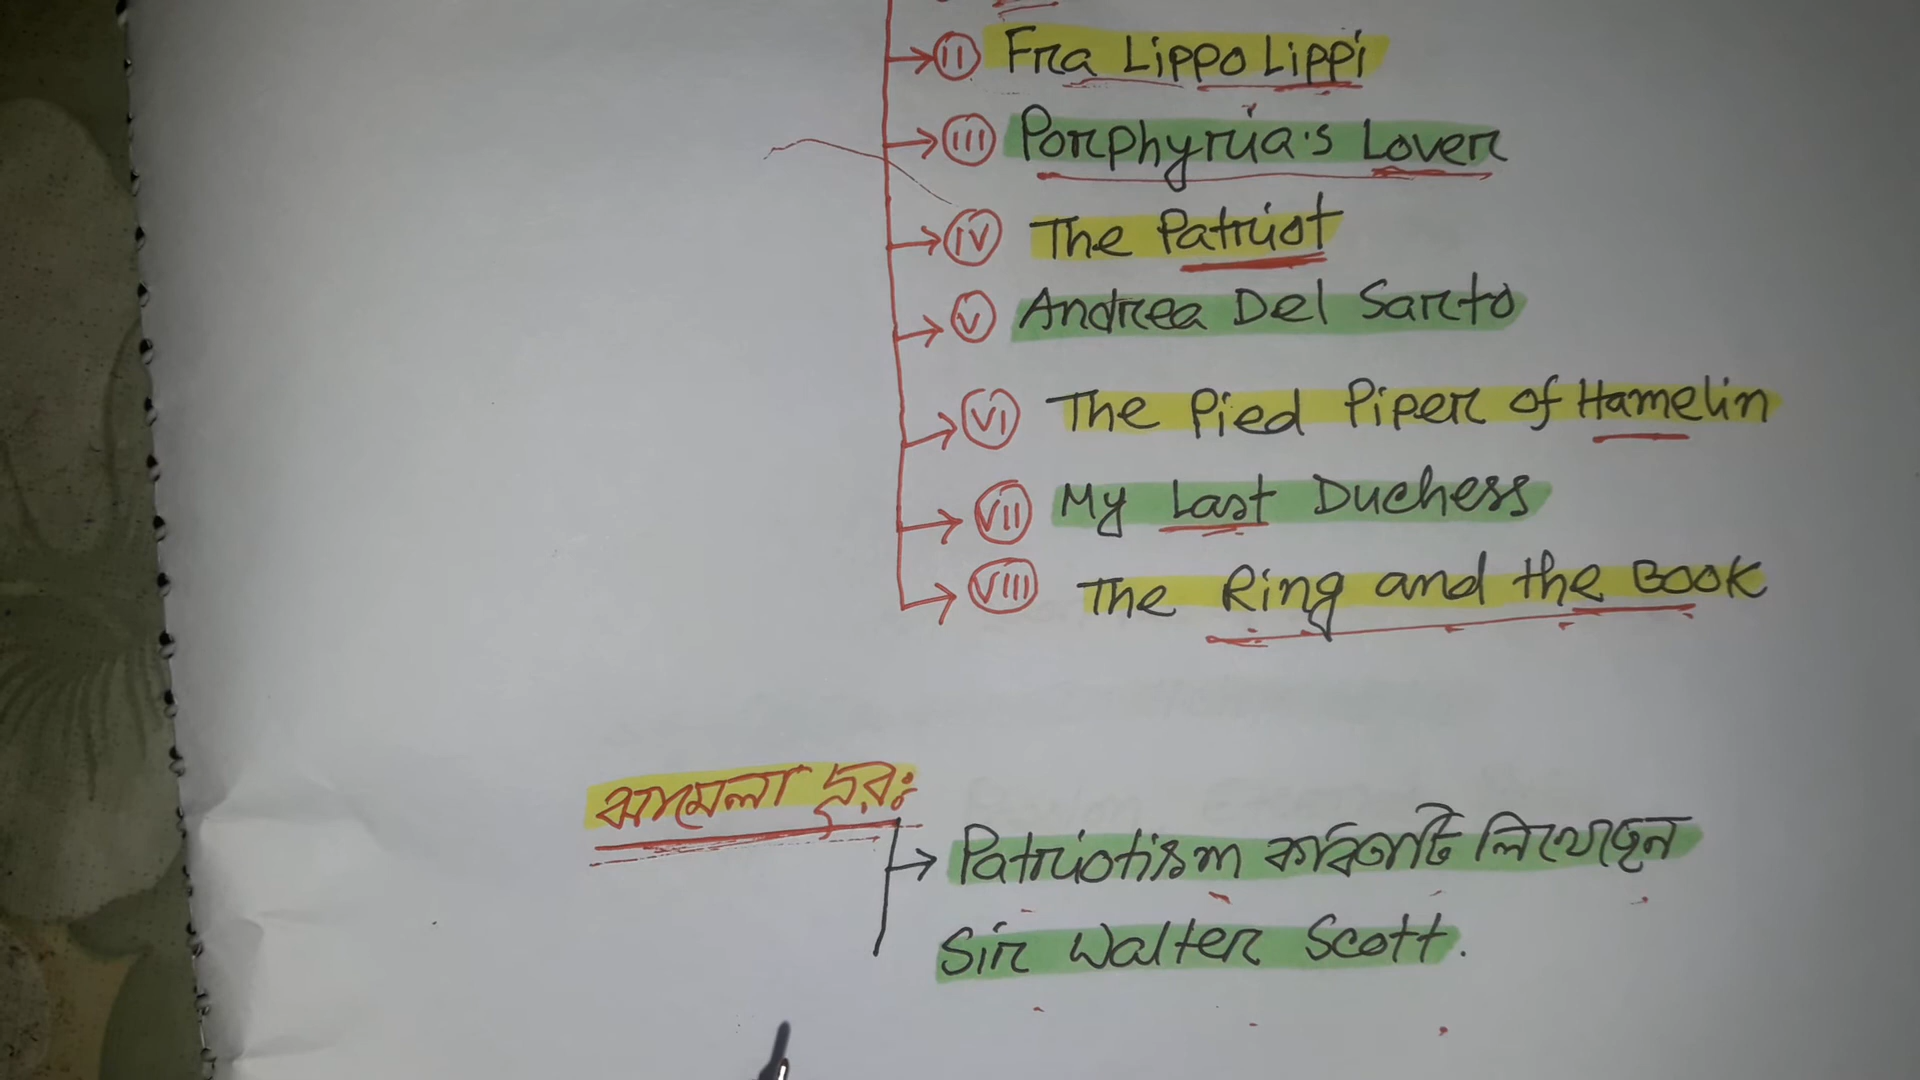 ii Fra Lippo Lippi
iii Porphyria's Lover
iv The Patriot
v Andrea Del Sarto
vi The Pied Piper of Hamelin
vii My Last Duchess
viii The Ring and the Book
ঝামেলা দূরঃ
Patriotism কবিতাটি লিখেছেন
Sir Walter Scott.